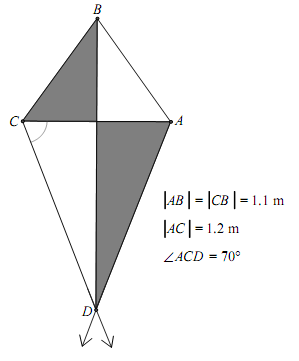 B
C
A
|AB| = |CB| = 1.1 m
|AC| = 1.2 m
∠ACD = 70°
D